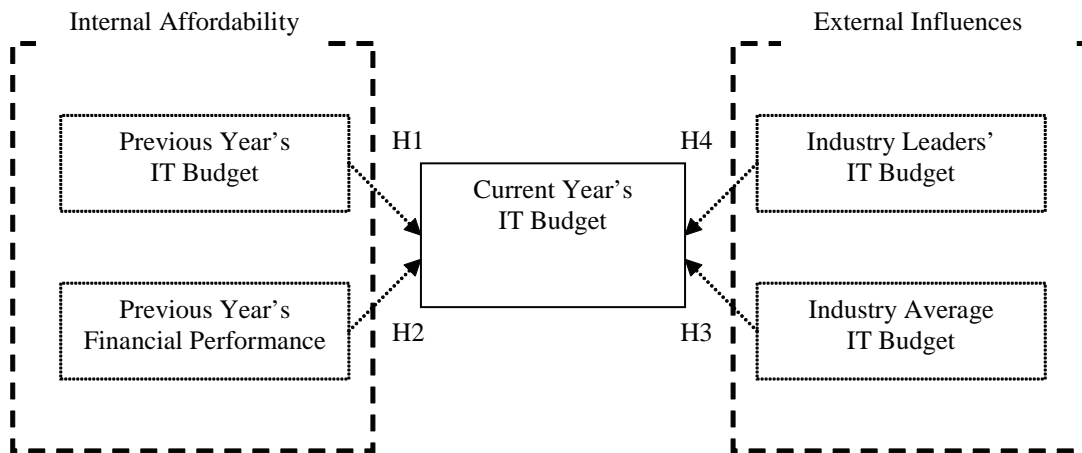 Internal Affordability
External Influences
Previous Year’s
IT Budget
H1
H4
Industry Leaders’
IT Budget
Current Year’s
IT Budget
Previous Year’s
Financial Performance
H2
H3
Industry Average
IT Budget